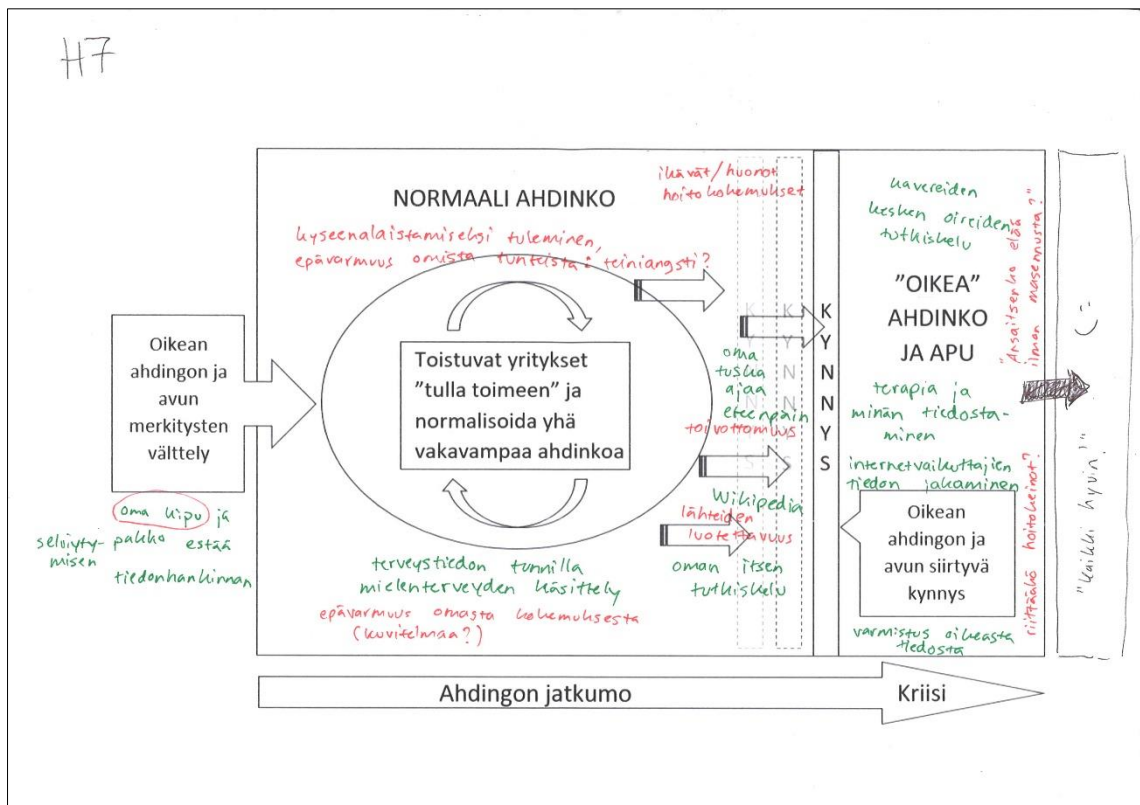 H7
ikävät/huonot
hoitokokemukset
NORMAALI AHDINKO
kyseenalaistamiseksi tuleminen,
epävarmuus omista tunteista: teiniangsti?
Oikean
ahdingon ja
avun
merkitysten
välttely
oma kipu ja
selviyty-
misen
pakko estää
tiedonhankinnan
Toistuvat yritykset
"tulla toimeen" ja
normalisoida yhä
vakavampaa ahdinkoa
terveystiedon tunnilla
mielenterveyden käsittely
epävarmuus omasta kokemuksesta
(kuvitelmaa?)
oma
tuska
ajaa
eteenpäin
toivottomuus
Wikipedia
lähteiden
luotettavuus
oman itsen
tutkiskelu
KYNNYS
KYNNYS
KYNNYS
kavereiden
kesken oireiden
tutkiskelu
"OIKEA"
AHDINKO
JA APU
terapia ja
minän tiedosta-
minen
internetvaikuttajien
tiedon jakaminen
Oikean
ahdingon ja
avun siirtyvä
kynnys
varmistus oikeasta
tiedosta
"Ansaitsenko elää
ilman masennusta?"
riittääkö hoitokeinot?
"kaikki hyvin!" (:
Ahdingon jatkumo
Kriisi